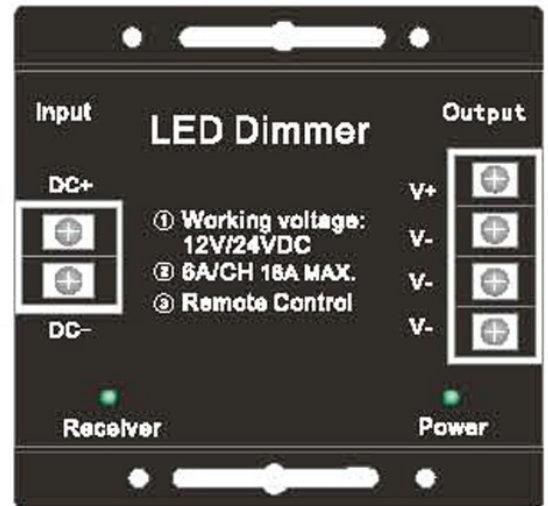 Input
LED Dimmer
Output
DC+
DC-
① Working voltage:
12V/24VDC
② 6A/CH 18A MAX.
③ Remote Control
V+
V-
V-
V-
Receiver
Power